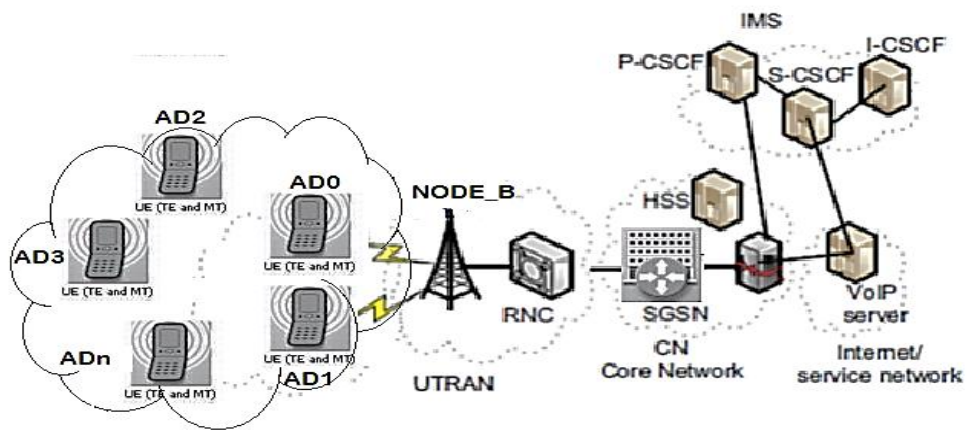 IMS
I-CSCF
P-CSCF
S-CSCF
AD2
UE (TE and MT)
AD0
UE (TE and MT)
NODE_B
HSS
AD3
UE (TE and MT)
RNC
SGSN
VoIP
server
ADn
UE (TE and MT)
UE (TE and MT)
AD1
UTRAN
CN
Core Network
Internet/
service network